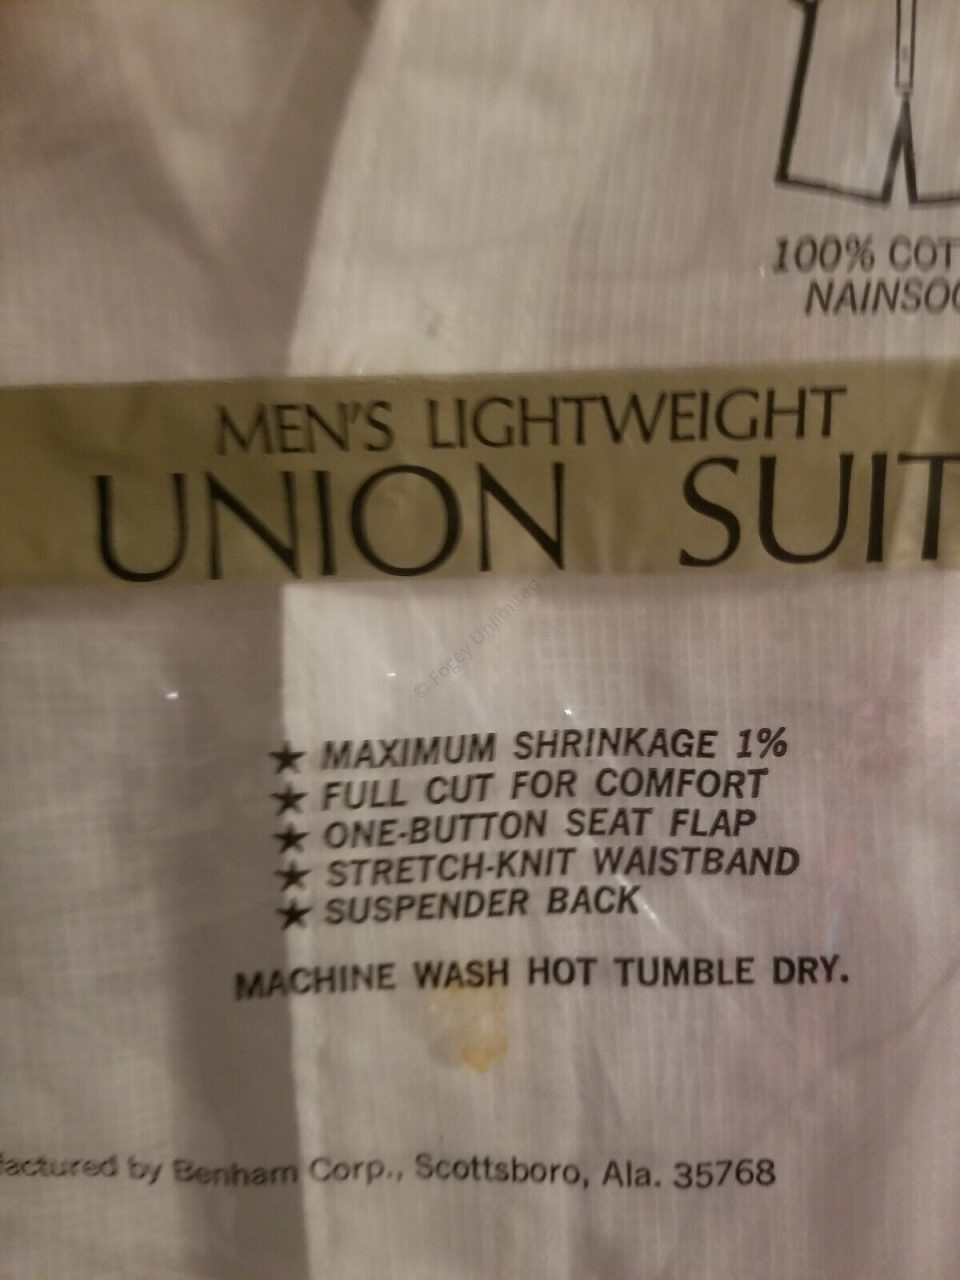 100% COT
NAINSOO
MEN'S LIGHTWEIGHT
UNION SUIT
© Fogey Unlimited
★ MAXIMUM SHRINKAGE 1%
★ FULL CUT FOR COMFORT
★ ONE-BUTTON SEAT FLAP
★ STRETCH-KNIT WAISTBAND
★ SUSPENDER BACK
MACHINE WASH HOT TUMBLE DRY.
factured by Benham Corp., Scottsboro, Ala. 35768